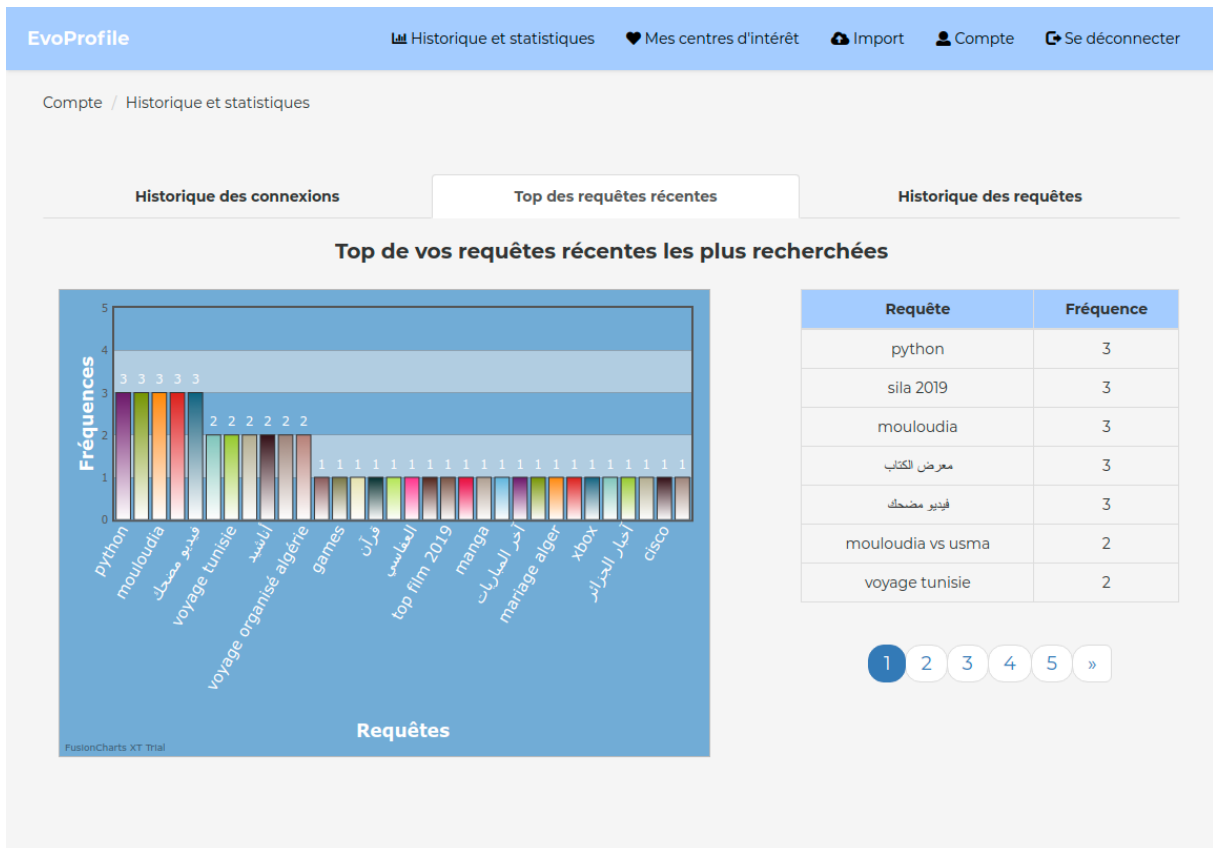 EvoProfile Historique et statistiques Mes centres d'intérêt Import Compte Se déconnecter
Compte / Historique et statistiques
Historique des connexions Top des requêtes récentes Historique des requêtes
Top de vos requêtes récentes les plus recherchées
Fréquences
5
4
3
2
1
0
3 3 3 3 3
2 2 2 2 2 2
1 1 1 1 1 1 1 1 1 1 1 1 1 1 1 1 1 1 1 1 1
python
mouloudia
فيديو مضحك
voyage tunisie
أناشيد
voyage organisé algérie
games
قرآن
العفاسي
top film 2019
manga
آخر المباريات
mariage alger
xbox
أخبار الجزائر
cisco
Requêtes
FusionCharts XT Trial
Requête Fréquence
python 3
sila 2019 3
mouloudia 3
معرض الكتاب 3
فيديو مضحك 3
mouloudia vs usma 2
voyage tunisie 2
1 2 3 4 5 »